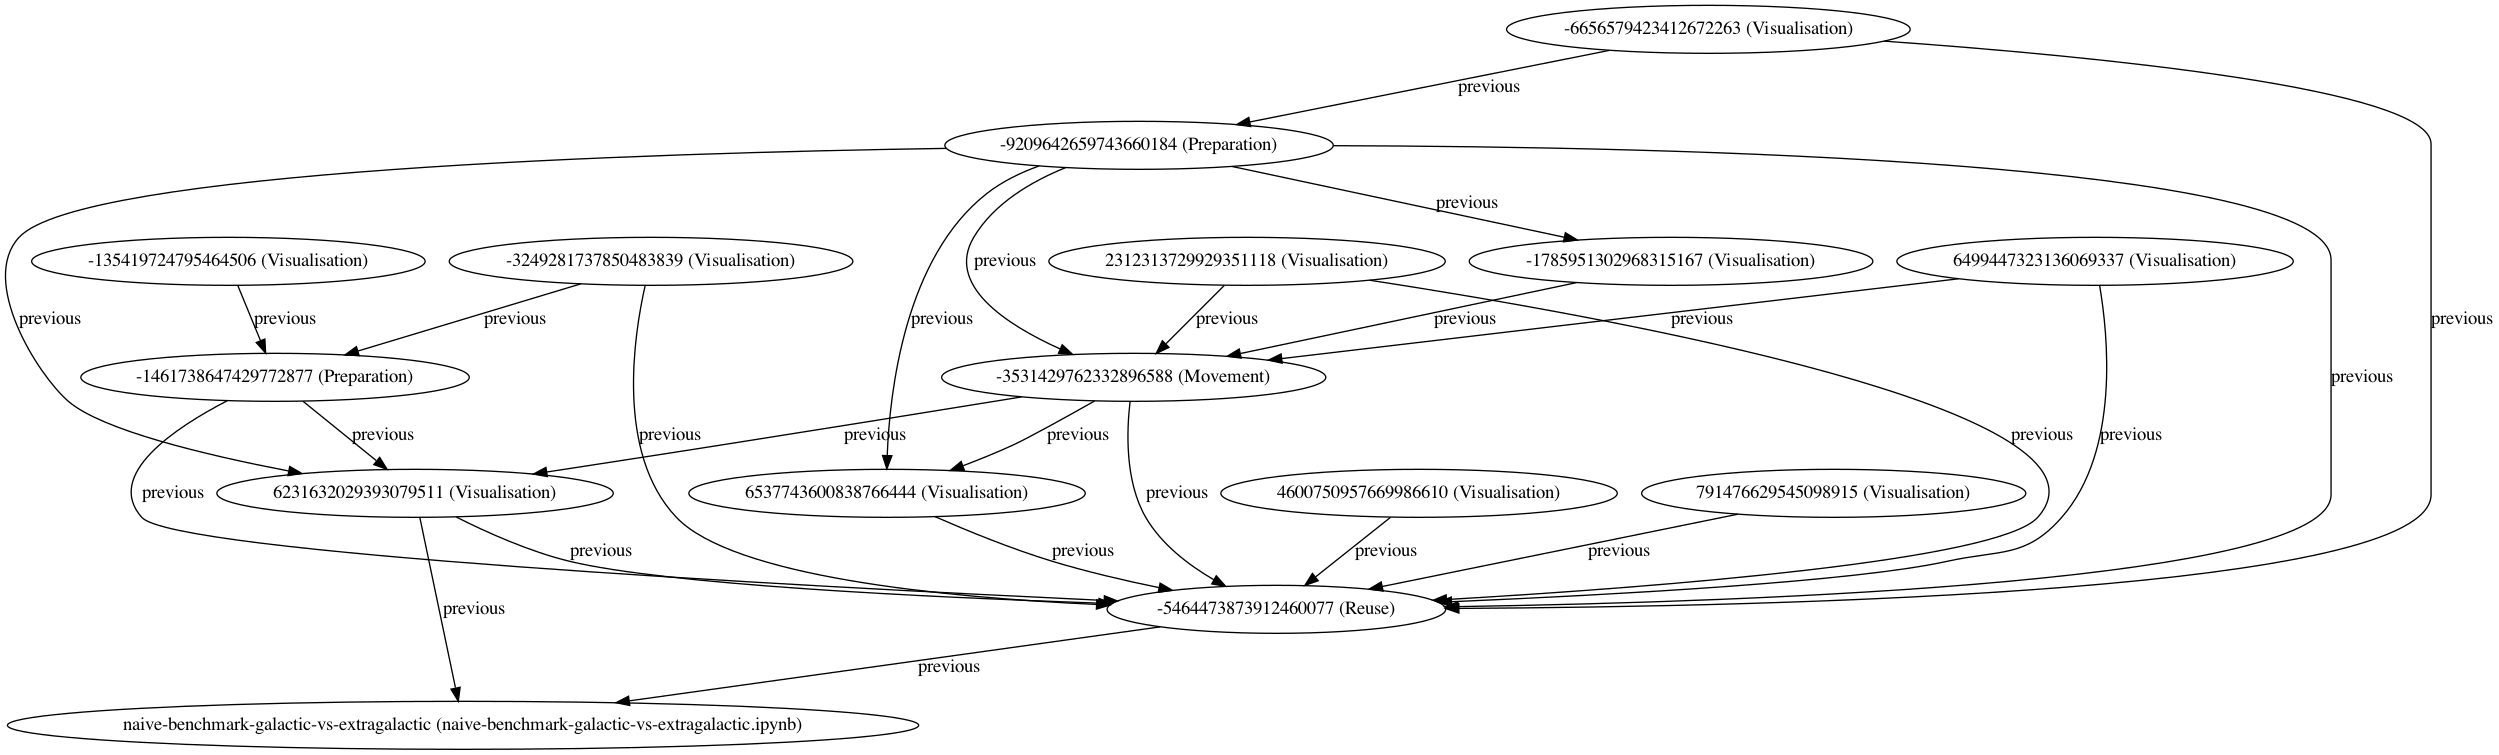 -6656579423412672263 (Visualisation)
previous
-9209642659743660184 (Preparation)
previous
-135419724795464506 (Visualisation)
-3249281737850483839 (Visualisation)
previous
2312313729929351118 (Visualisation)
-1785951302968315167 (Visualisation)
6499447323136069337 (Visualisation)
previous
previous
previous
previous
previous
previous
previous
previous
-1461738647429772877 (Preparation)
-3531429762332896588 (Movement)
previous
previous
previous
previous
previous
previous
previous
previous
6231632029393079511 (Visualisation)
6537743600838766444 (Visualisation)
4600750957669986610 (Visualisation)
791476629545098915 (Visualisation)
previous
previous
previous
previous
previous
previous
-5464473873912460077 (Reuse)
previous
previous
naive-benchmark-galactic-vs-extragalactic (naive-benchmark-galactic-vs-extragalactic.ipynb)